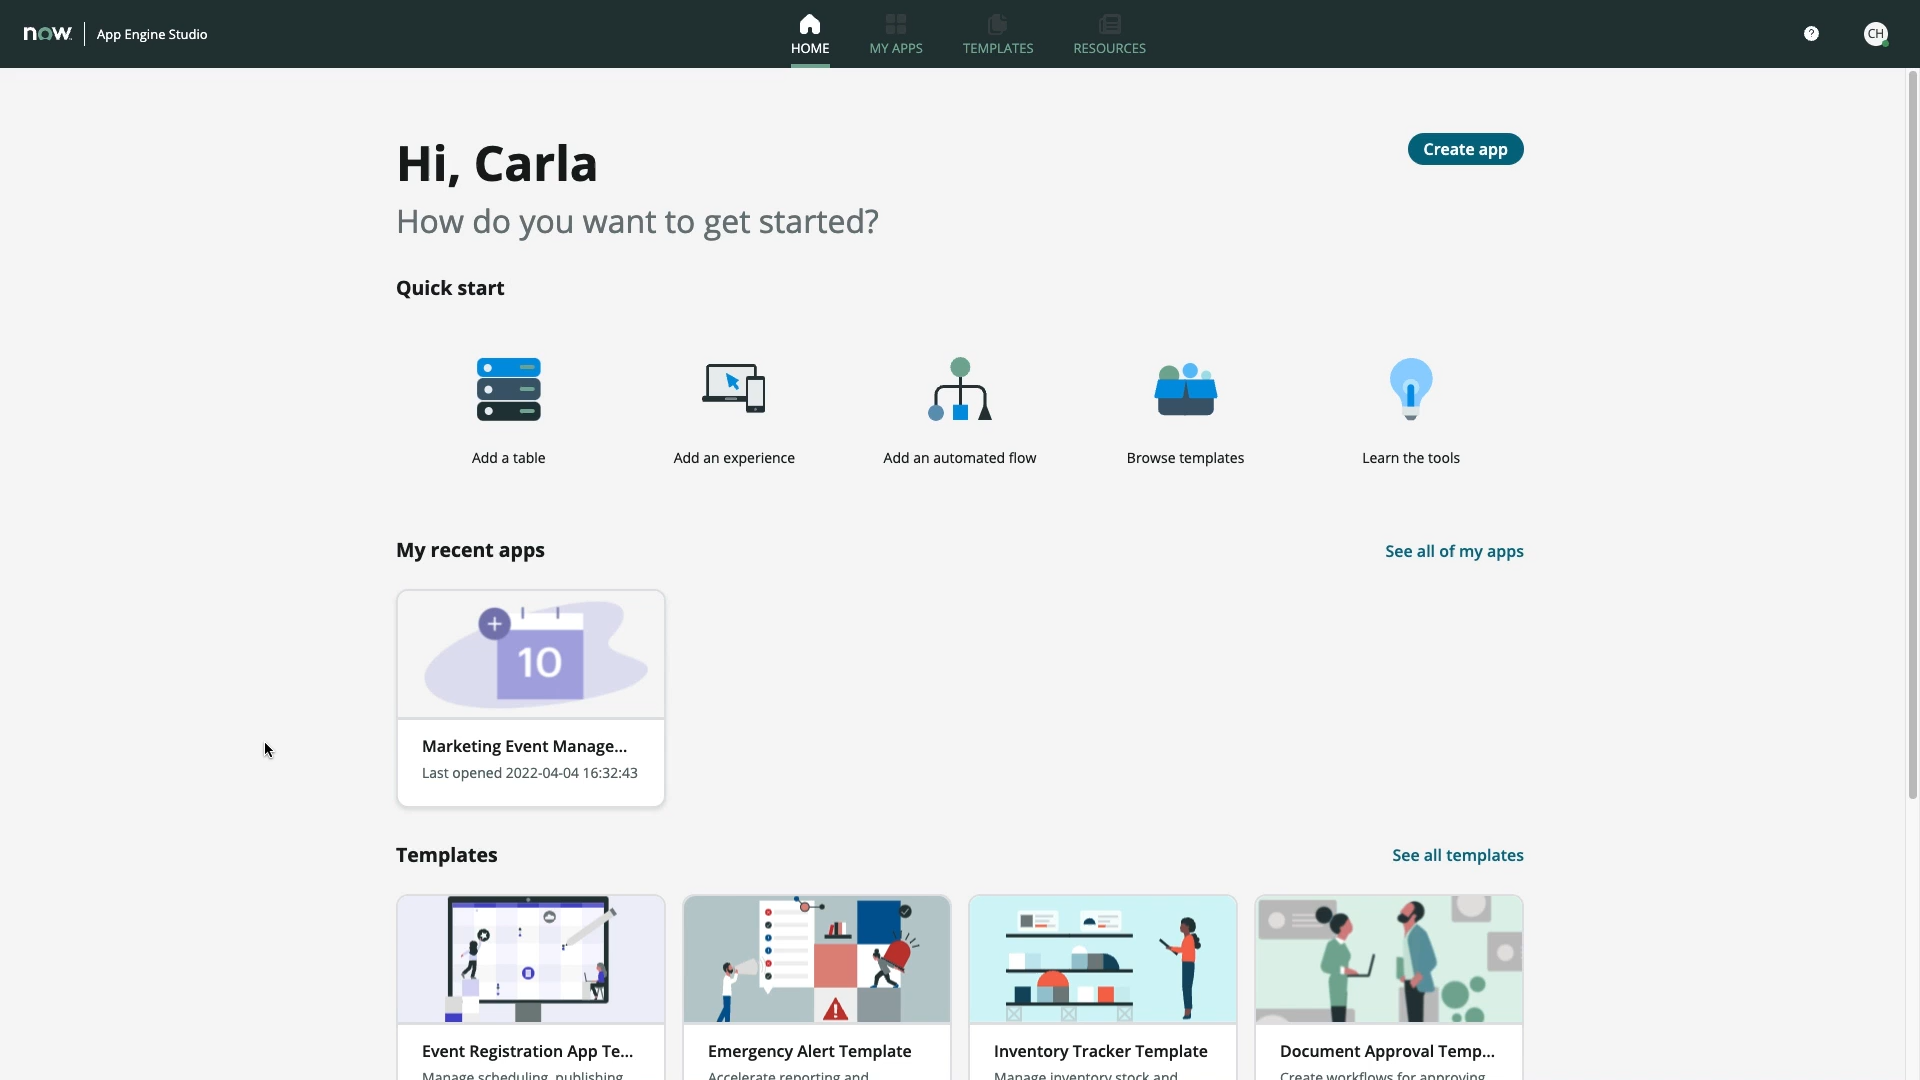 now.
App Engine Studio
HOME
MY APPS
TEMPLATES
RESOURCES
?
CH
Hi, Carla
Create app
How do you want to get started?
Quick start
Add a table
Add an experience
Add an automated flow
Browse templates
Learn the tools
My recent apps
See all of my apps
10
Marketing Event Manage...
Last opened 2022-04-04 16:32:43
Templates
See all templates
Event Registration App Te...
Emergency Alert Template
Inventory Tracker Template
Document Approval Temp...
Manage scheduling, publishing
Accelerate reporting and
Manage inventory stock and
Create workflows for approving